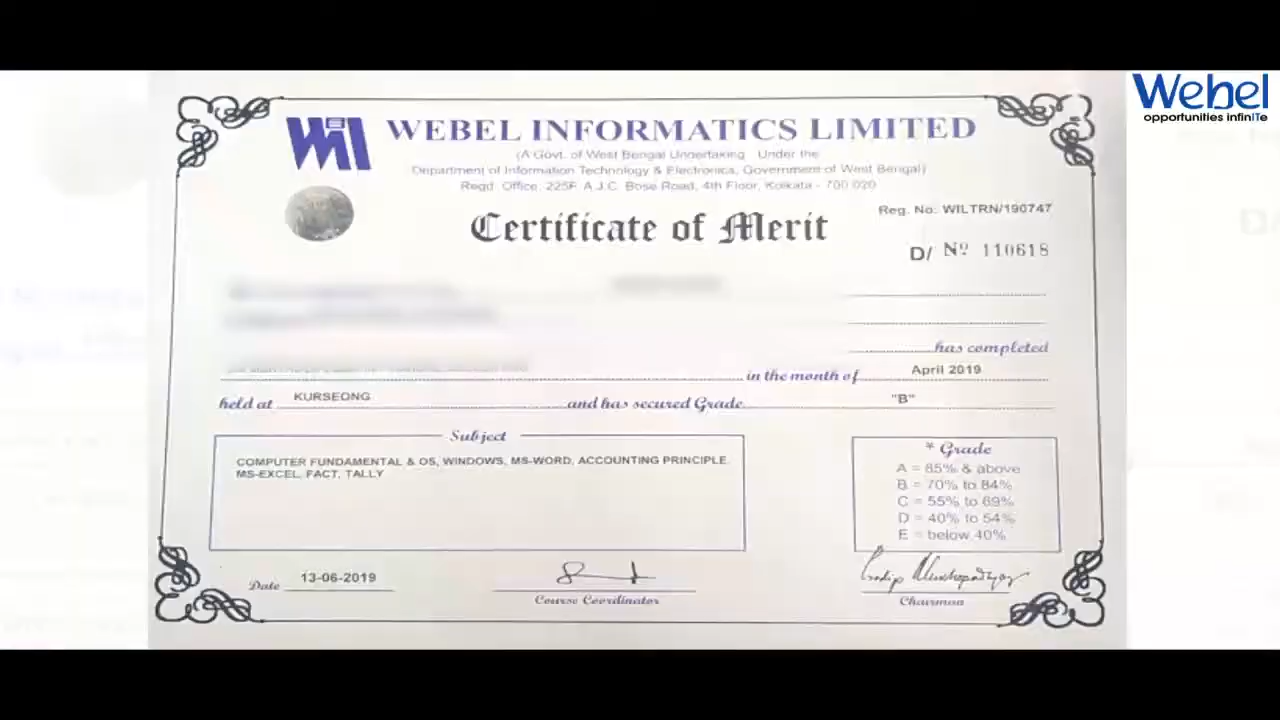 Webel
opportunities infinITe
WIL
WEBEL INFORMATICS LIMITED
(A Govt. of West Bengal Undertaking Under the
Department of Information Technology & Electronics, Government of West Bengal)
Regd. Office: 225F A.J.C. Bose Road, 4th Floor, Kolkata - 700 020
Reg. No: WILTRN/190747
Certificate of Merit
D/ Nº 110618
has completed
in the month of April 2019
held at KURSEONG and has secured Grade "B"
Subject
COMPUTER FUNDAMENTAL & OS, WINDOWS, MS-WORD, ACCOUNTING PRINCIPLE,
MS-EXCEL, FACT, TALLY
* Grade
A = 85% & above
B = 70% to 84%
C = 55% to 69%
D = 40% to 54%
E = below 40%
Date 13-06-2019
Course Coordinator
Chairman